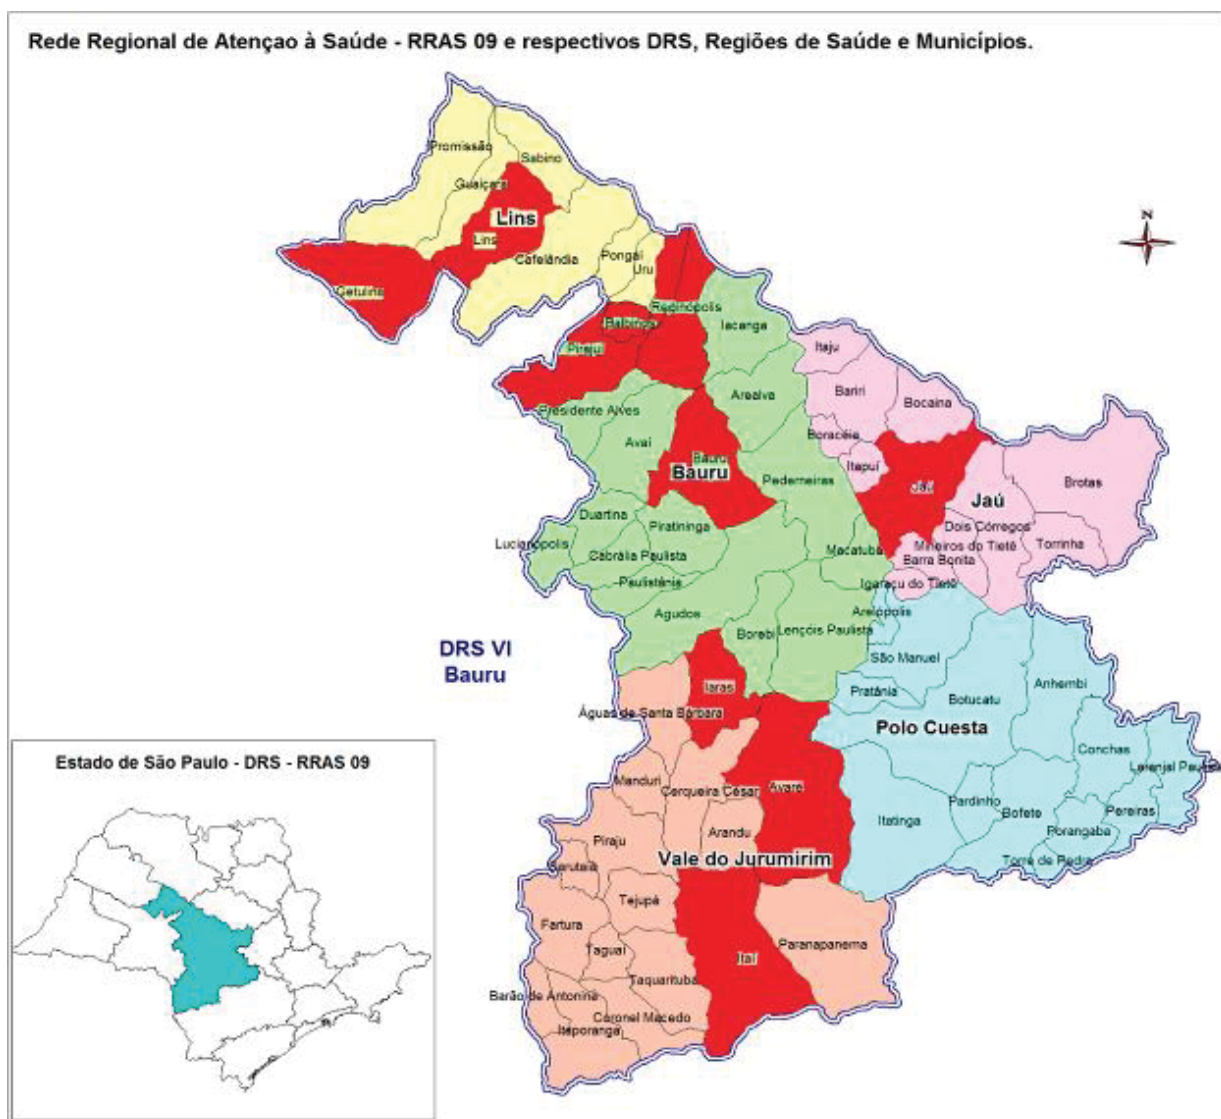 Rede Regional de Atençao à Saúde - RRAS 09 e respectivos DRS, Regiões de Saúde e Municípios.
Promissão
Sabino
Guaiçara
Lins
Lins
Cafelândia
Pongaí
Uru
Getulina
N
Reginópolis
Balbinos
Pirajuí
Iacanga
Itaju
Bariri
Bocaina
Arealva
Presidente Alves
Avaí
Boracéia
Itapuí
Bauru
Bauru
Pederneiras
Jaú
Jaú
Brotas
Duartina
Piratininga
Dois Córregos
Lucianópolis
Cabrália Paulista
Macatuba
Mineiros do Tietê
Torrinha
Barra Bonita
Paulistânia
Igaraçu do Tietê
Agudos
Areiópolis
Borebi
Lençóis Paulista
DRS VI
Bauru
São Manuel
Iaras
Pratânia
Botucatu
Anhembi
Águas de Santa Bárbara
Polo Cuesta
Conchas
Laranjal Paulista
Manduri
Cerqueira César
Avaré
Pardinho
Pereiras
Itatinga
Bofete
Arandu
Porangaba
Piraju
Vale do Jurumirim
Torre de Pedra
Sarutaiá
Tejupá
Fartura
Taguaí
Itaí
Paranapanema
Taquarituba
Barão de Antonina
Coronel Macedo
Itaporanga
Estado de São Paulo - DRS - RRAS 09